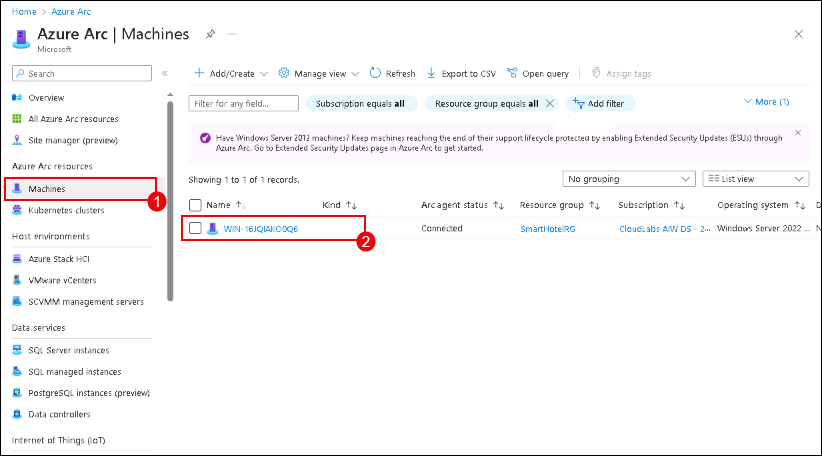 Home > Azure Arc
Azure Arc | Machines
Microsoft
Search
Add/Create
Manage view
Refresh
Export to CSV
Open query
Assign tags
Overview
All Azure Arc resources
Site manager (preview)
Azure Arc resources
Machines
1
Kubernetes clusters
Host environments
Azure Stack HCI
VMware vCenters
SCVMM management servers
Data services
SQL Server instances
SQL managed instances
PostgreSQL instances (preview)
Data controllers
Internet of Things (IoT)
Filter for any field...
Subscription equals all
Resource group equals all
Add filter
More (1)
Have Windows Server 2012 machines? Keep machines reaching the end of their support lifecycle protected by enabling Extended Security Updates (ESUs) through
Azure Arc. Go to Extended Security Updates page in Azure Arc to get started.
Showing 1 to 1 of 1 records.
No grouping
List view
Name
Kind
Arc agent status
Resource group
Subscription
Operating system
D
WIN-16JQIAKO0Q6
Connected
SmartHotelRG
CloudLabs AIW DS - 2...
Windows Server 2022 ...
N
2